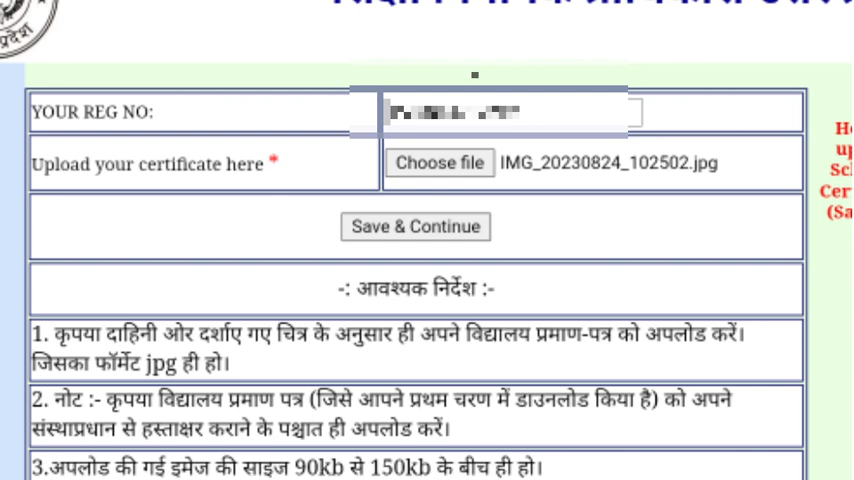 प्रदेश
YOUR REG NO:
Upload your certificate here *
Choose file IMG_20230824_102502.jpg
Save & Continue
-: आवश्यक निर्देश :-
1. कृपया दाहिनी ओर दर्शाए गए चित्र के अनुसार ही अपने विद्यालय प्रमाण-पत्र को अपलोड करें।
जिसका फॉर्मेट jpg ही हो।
2. नोट :- कृपया विद्यालय प्रमाण पत्र (जिसे आपने प्रथम चरण में डाउनलोड किया है) को अपने
संस्थाप्रधान से हस्ताक्षर कराने के पश्चात ही अपलोड करें।
3.अपलोड की गई इमेज की साइज 90kb से 150kb के बीच ही हो।
(Sa